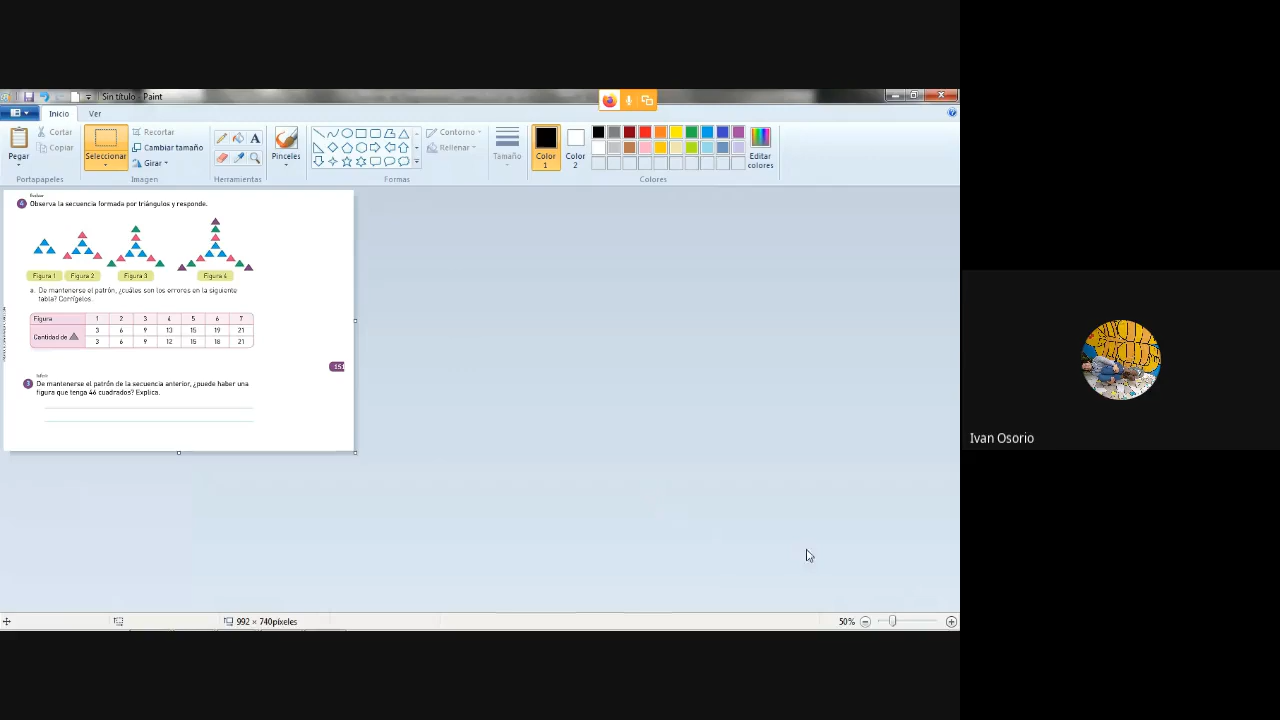 Sin título - Paint
Inicio
Ver
Pegar
Cortar
Copiar
Portapapeles
Seleccionar
Recortar
Cambiar tamaño
Girar
Imagen
A
Herramientas
Pinceles
Contorno
Rellenar
Formas
Tamaño
Color
1
Color
2
Editar
colores
Colores
Evaluar
4 Observa la secuencia formada por triángulos y responde.
Figura 1 Figura 2 Figura 3 Figura 4
a. De mantenerse el patrón, ¿cuáles son los errores en la siguiente
tabla? Corrígelos.
Figura 1 2 3 4 5 6 7
Cantidad de
3 6 9 13 15 19 21
3 6 9 12 15 18 21
151
De mantenerse el patrón de la secuencia anterior, ¿puede haber una
figura que tenga 46 cuadrados? Explica.
992 × 740píxeles
50%
Ivan Osorio